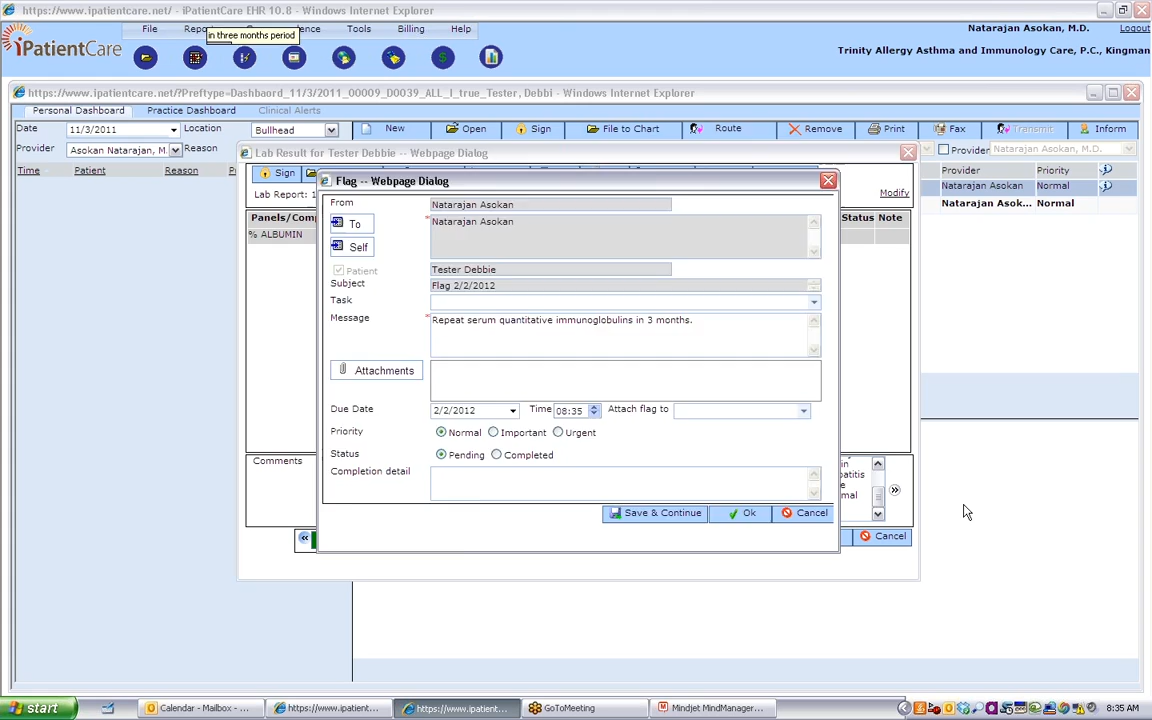 https://www.ipatientcare.net/ - iPatientCare EHR 10.8 - Windows Internet Explorer
File
Repor
in three months period
ence
Tools
Billing
Help
Natarajan Asokan, M.D.
Logout
iPatientCare
Trinity Allergy Asthma and Immunology Care, P.C., Kingman
https://www.ipatientcare.net/?Preftype=Dashbaord_11/3/2011_00009_D0039_ALL_I_true_Tester, Debbi - Windows Internet Explorer
Personal Dashboard
Practice Dashboard
Clinical Alerts
Date
11/3/2011
Location
Bullhead
New
Open
Sign
File to Chart
Route
Remove
Print
Fax
Transmit
Inform
Provider
Asokan Natarajan, M.
Reason
Lab Result for Tester Debbie -- Webpage Dialog
Provider
Natarajan Asokan, M.D.
Time
Patient
Reason
Sign
Provider
Priority
Flag -- Webpage Dialog
Natarajan Asokan
Normal
Lab Report: 1
Modify
Natarajan Asok...
Normal
From
Natarajan Asokan
Panels/Comp
Status
Note
To
* Natarajan Asokan
% ALBUMIN
Self
Patient
Tester Debbie
Subject
Flag 2/2/2012
Task
Message
* Repeat serum quantitative immunoglobulins in 3 months.
Attachments
Due Date
2/2/2012
Time
08:35
Attach flag to
Priority
Normal
Important
Urgent
Status
Pending
Completed
Comments
in
patitis
e
mal
Completion detail
Save & Continue
Ok
Cancel
Cancel
start
Calendar - Mailbox - ...
https://www.ipatient...
https://www.ipatient...
GoToMeeting
Mindjet MindManager...
8:35 AM